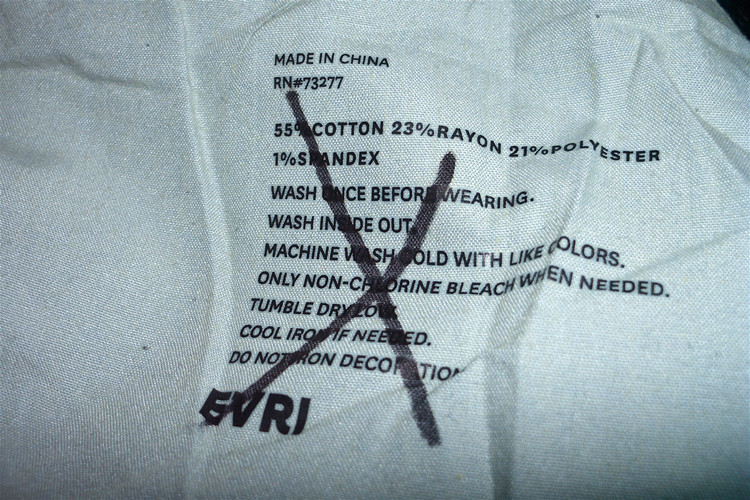 MADE IN CHINA
RN#73277
55% COTTON 23%RAYON 21%POLYESTER
1%SPANDEX
WASH ONCE BEFORE WEARING.
WASH INSIDE OUT.
MACHINE WASH COLD WITH LIKE COLORS.
ONLY NON-CHLORINE BLEACH WHEN NEEDED.
TUMBLE DRY LOW.
COOL IRON IF NEEDED.
DO NOT IRON DECORATION
EVRI